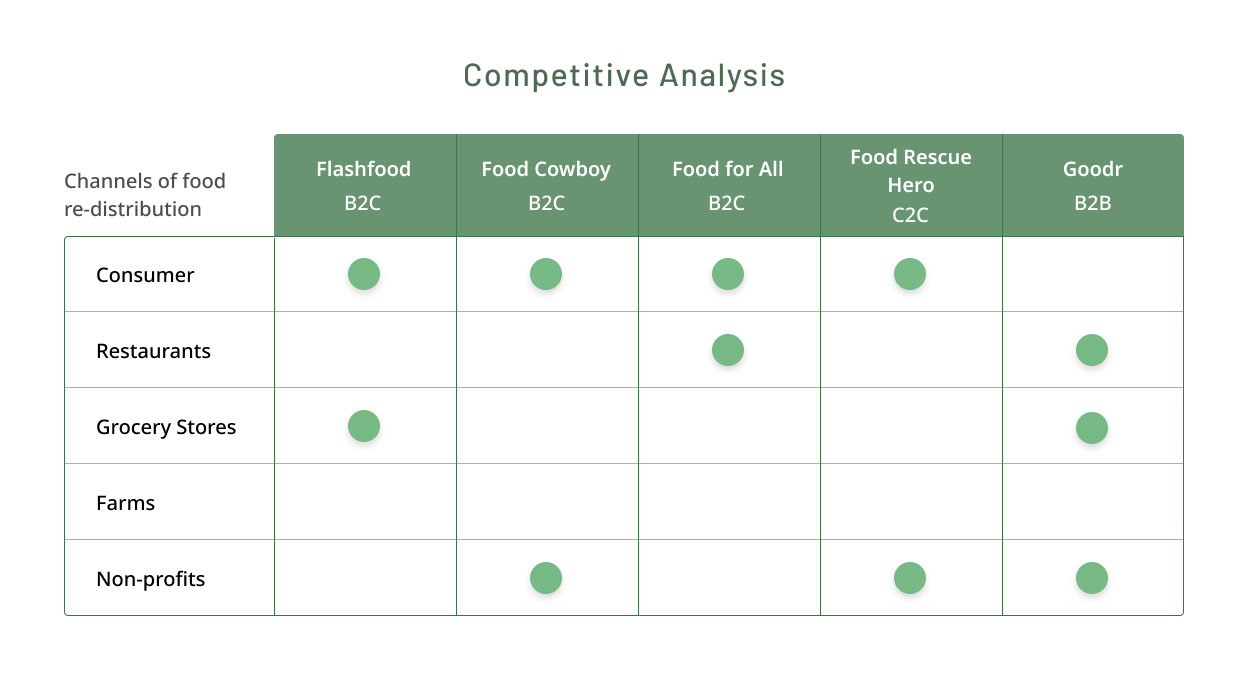 Competitive Analysis
Channels of food
re-distribution
Flashfood
B2C
Food Cowboy
B2C
Food for All
B2C
Food Rescue
Hero
C2C
Goodr
B2B
Consumer
Restaurants
Grocery Stores
Farms
Non-profits